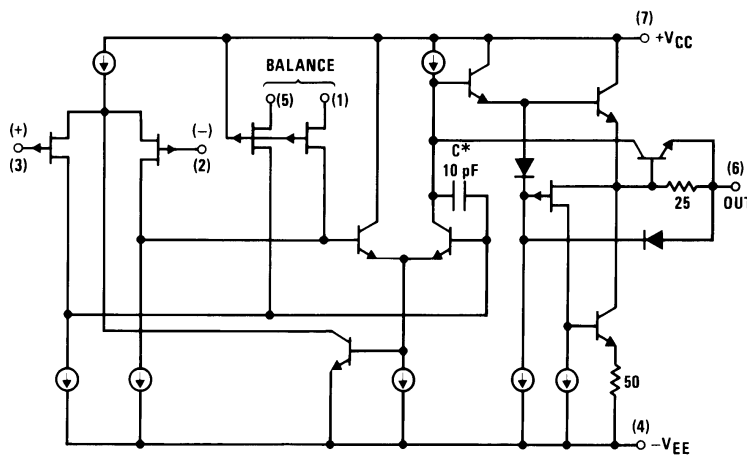 (7)
+VCC
BALANCE
(5)
(1)
(+)
(3)
(−)
(2)
C*
10 pF
(6)
OUT
25
50
(4)
−VEE